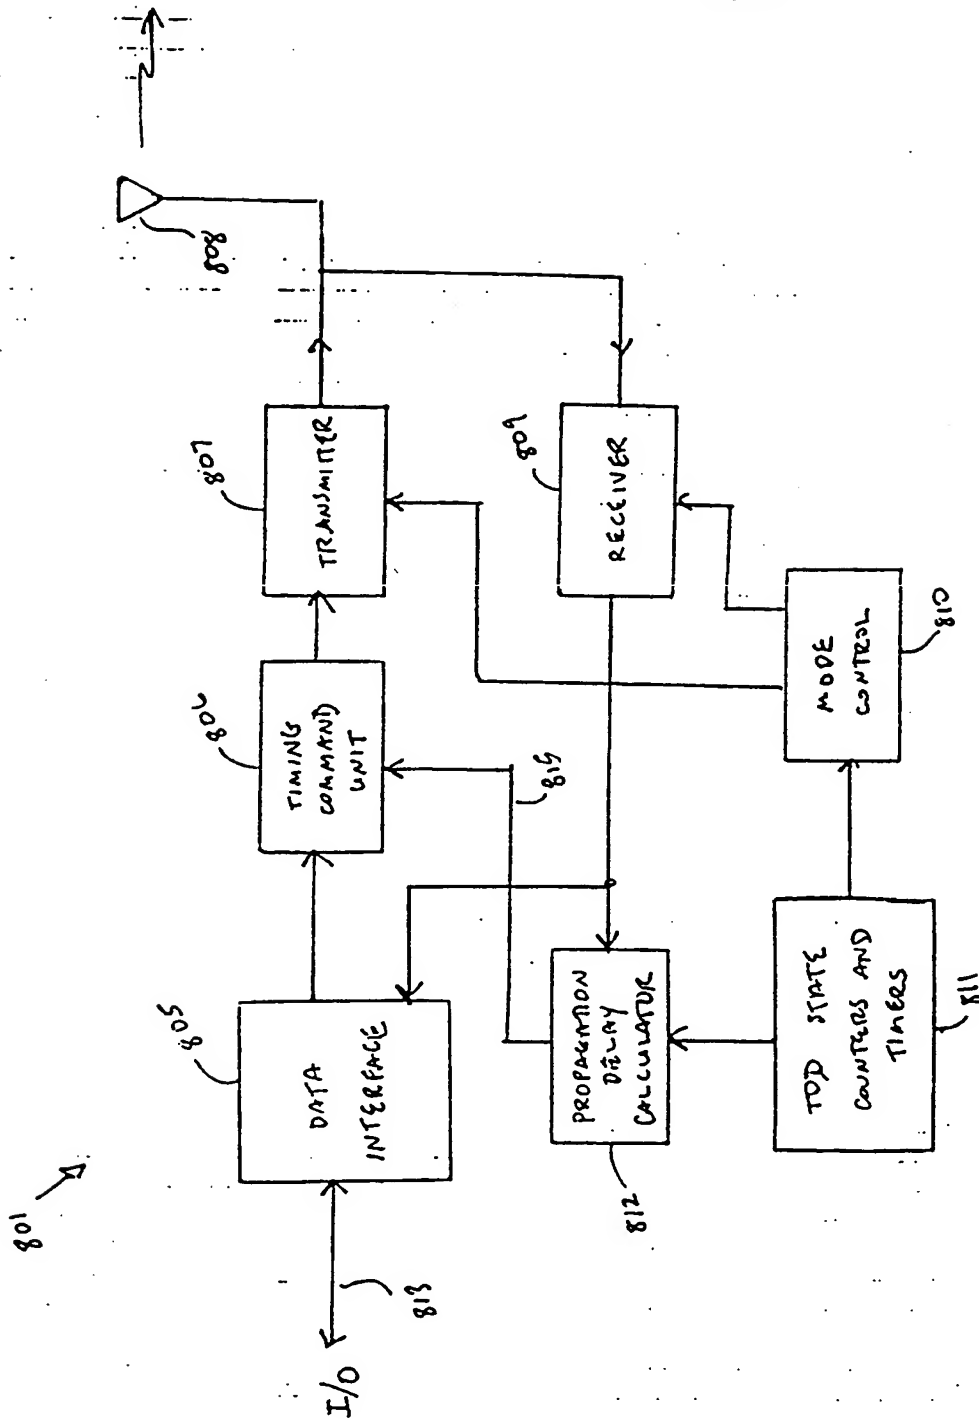 801
I/O
813
805
DATA
INTERFACE
806
TIMING
COMMAND
UNIT
807
TRANSMITTER
808
815
809
RECEIVER
812
PROPAGATION
DELAY
CALCULATOR
TOD STATE
COUNTERS AND
TIMERS
811
MODE
CONTROL
810